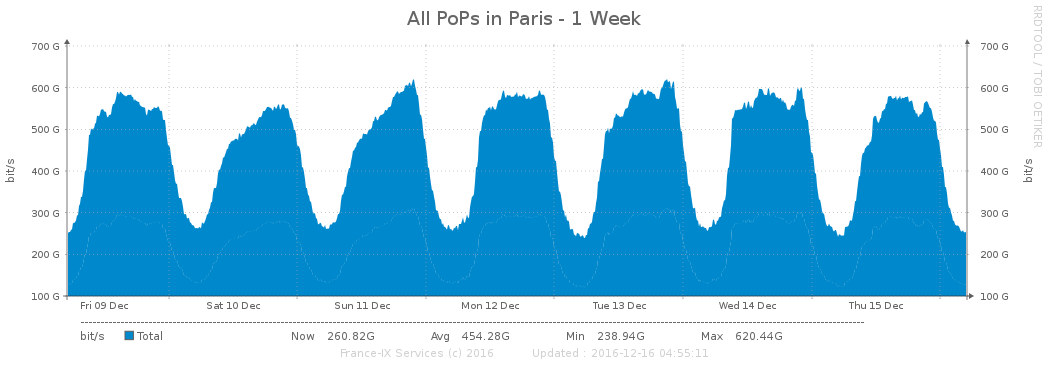 All PoPs in Paris - 1 Week
RRDTOOL / TOBI OETIKER
700 G 700 G
600 G 600 G
500 G 500 G
400 G 400 G
300 G 300 G
200 G 200 G
100 G 100 G
bit/s bit/s
Fri 09 Dec Sat 10 Dec Sun 11 Dec Mon 12 Dec Tue 13 Dec Wed 14 Dec Thu 15 Dec
bit/s Total Now 260.82G Avg 454.28G Min 238.94G Max 620.44G
France-IX Services (c) 2016 Updated : 2016-12-16 04:55:11